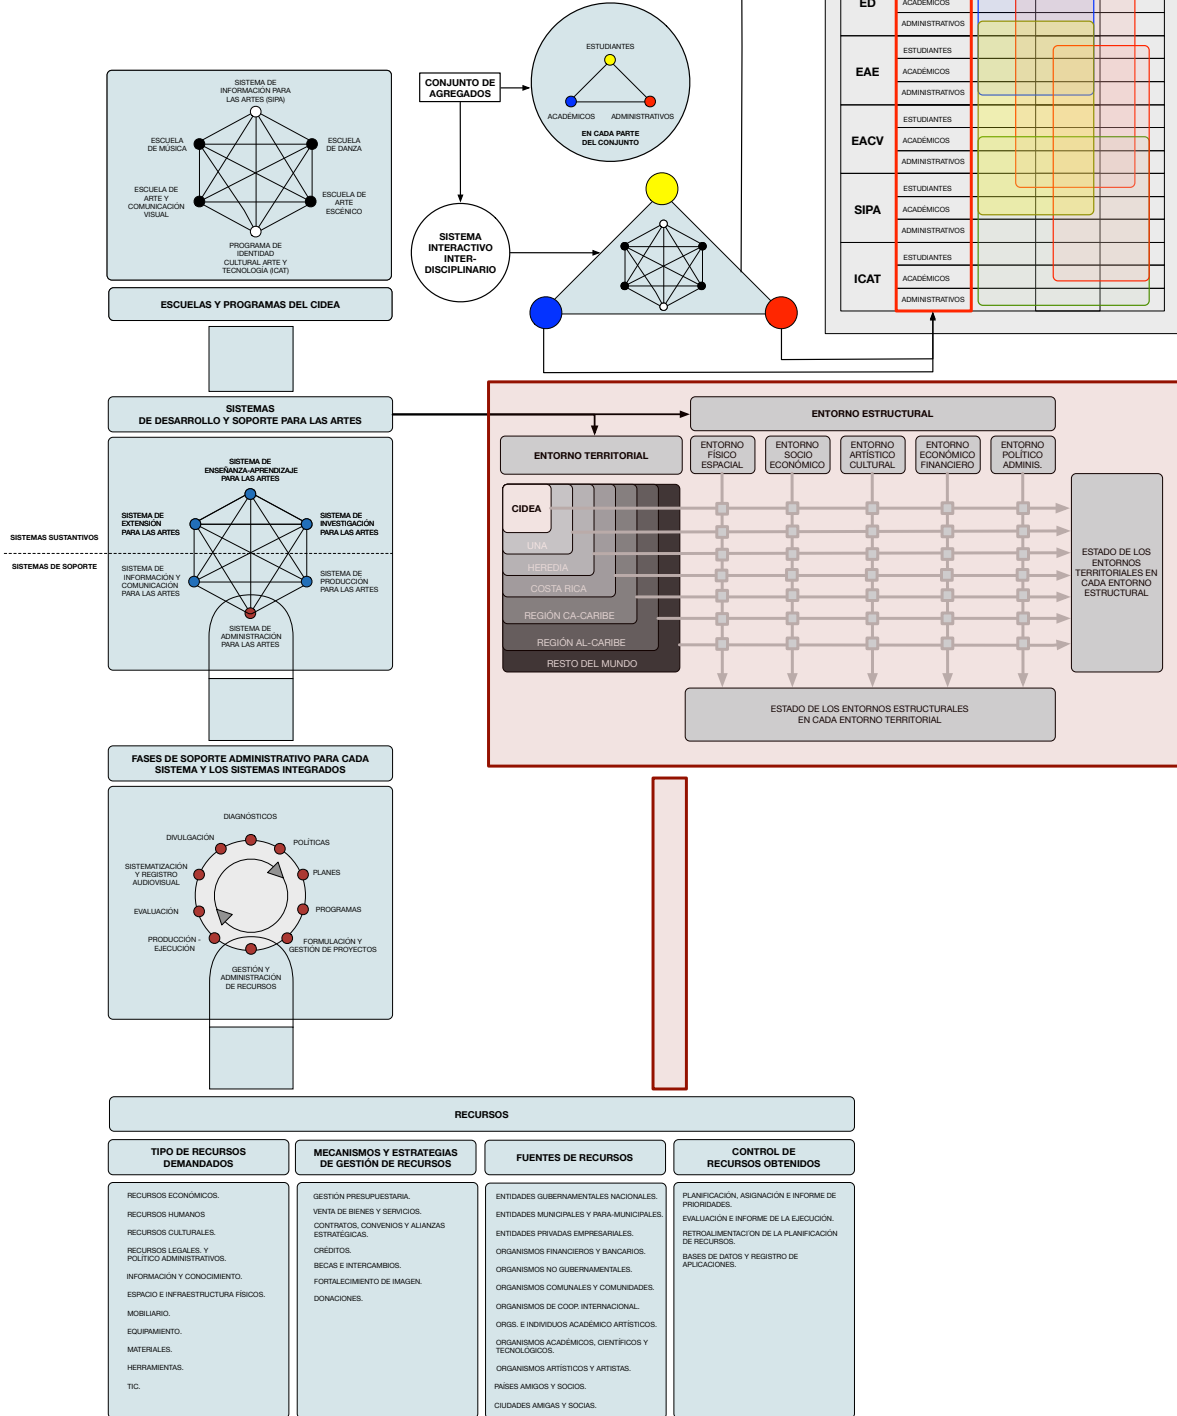 ESTUDIANTES
ACADÉMICOS
ADMINISTRATIVOS
EN CADA PARTE
DEL CONJUNTO
CONJUNTO DE
AGREGADOS
SISTEMA
INTERACTIVO
INTER-
DISCIPLINARIO
ED
ACADÉMICOS
ADMINISTRATIVOS
EAE
ESTUDIANTES
ACADÉMICOS
ADMINISTRATIVOS
EACV
ESTUDIANTES
ACADÉMICOS
ADMINISTRATIVOS
SIPA
ESTUDIANTES
ACADÉMICOS
ADMINISTRATIVOS
ICAT
ESTUDIANTES
ACADÉMICOS
ADMINISTRATIVOS
SISTEMA DE
INFORMACIÓN PARA
LAS ARTES (SIPA)
ESCUELA
DE MÚSICA
ESCUELA
DE DANZA
ESCUELA DE
ARTE Y
COMUNICACIÓN
VISUAL
ESCUELA DE
ARTE
ESCÉNICO
PROGRAMA DE
IDENTIDAD
CULTURAL ARTE Y
TECNOLOGÍA (ICAT)
ESCUELAS Y PROGRAMAS DEL CIDEA
SISTEMAS
DE DESARROLLO Y SOPORTE PARA LAS ARTES
SISTEMA DE
ENSEÑANZA-APRENDIZAJE
PARA LAS ARTES
SISTEMA DE
EXTENSIÓN
PARA LAS ARTES
SISTEMA DE
INVESTIGACIÓN
PARA LAS ARTES
SISTEMAS SUSTANTIVOS
SISTEMAS DE SOPORTE
SISTEMA DE
INFORMACIÓN Y
COMUNICACIÓN
PARA LAS ARTES
SISTEMA DE
PRODUCCIÓN
PARA LAS ARTES
SISTEMA DE
ADMINISTRACIÓN
PARA LAS ARTES
ENTORNO ESTRUCTURAL
ENTORNO TERRITORIAL
ENTORNO
FÍSICO
ESPACIAL
ENTORNO
SOCIO
ECONÓMICO
ENTORNO
ARTÍSTICO
CULTURAL
ENTORNO
ECONÓMICO
FINANCIERO
ENTORNO
POLÍTICO
ADMINIS.
CIDEA
UNA
HEREDIA
COSTA RICA
REGIÓN CA-CARIBE
REGIÓN AL-CARIBE
RESTO DEL MUNDO
ESTADO DE LOS
ENTORNOS
TERRITORIALES EN
CADA ENTORNO
ESTRUCTURAL
ESTADO DE LOS ENTORNOS ESTRUCTURALES
EN CADA ENTORNO TERRITORIAL
FASES DE SOPORTE ADMINISTRATIVO PARA CADA
SISTEMA Y LOS SISTEMAS INTEGRADOS
DIAGNÓSTICOS
DIVULGACIÓN
POLÍTICAS
SISTEMATIZACIÓN
Y REGISTRO
AUDIOVISUAL
PLANES
EVALUACIÓN
PROGRAMAS
PRODUCCIÓN -
EJECUCIÓN
FORMULACIÓN Y
GESTIÓN DE PROYECTOS
GESTIÓN Y
ADMINISTRACIÓN
DE RECURSOS
RECURSOS
TIPO DE RECURSOS
DEMANDADOS
RECURSOS ECONÓMICOS.
RECURSOS HUMANOS
RECURSOS CULTURALES.
RECURSOS LEGALES. Y
POLÍTICO ADMINISTRATIVOS.
INFORMACIÓN Y CONOCIMIENTO.
ESPACIO E INFRAESTRUCTURA FÍSICOS.
MOBILIARIO.
EQUIPAMIENTO.
MATERIALES.
HERRAMIENTAS.
TIC.
MECANISMOS Y ESTRATEGIAS
DE GESTIÓN DE RECURSOS
GESTIÓN PRESUPUESTARIA.
VENTA DE BIENES Y SERVICIOS.
CONTRATOS, CONVENIOS Y ALIANZAS
ESTRATÉGICAS.
CRÉDITOS.
BECAS E INTERCAMBIOS.
FORTALECIMIENTO DE IMAGEN.
DONACIONES.
FUENTES DE RECURSOS
ENTIDADES GUBERNAMENTALES NACIONALES.
ENTIDADES MUNICIPALES Y PARA-MUNICIPALES.
ENTIDADES PRIVADAS EMPRESARIALES.
ORGANISMOS FINANCIEROS Y BANCARIOS.
ORGANISMOS NO GUBERNAMENTALES.
ORGANISMOS COMUNALES Y COMUNIDADES.
ORGANISMOS DE COOP. INTERNACIONAL.
ORGS. E INDIVIDUOS ACADÉMICO ARTÍSTICOS.
ORGANISMOS ACADÉMICOS, CIENTÍFICOS Y
TECNOLÓGICOS.
ORGANISMOS ARTÍSTICOS Y ARTISTAS.
PAÍSES AMIGOS Y SOCIOS.
CIUDADES AMIGAS Y SOCIAS.
CONTROL DE
RECURSOS OBTENIDOS
PLANIFICACIÓN, ASIGNACIÓN E INFORME DE
PRIORIDADES.
EVALUACIÓN E INFORME DE LA EJECUCIÓN.
RETROALIMENTACI'ON DE LA PLANIFICACIÓN
DE RECURSOS.
BASES DE DATOS Y REGISTRO DE
APLICACIONES.